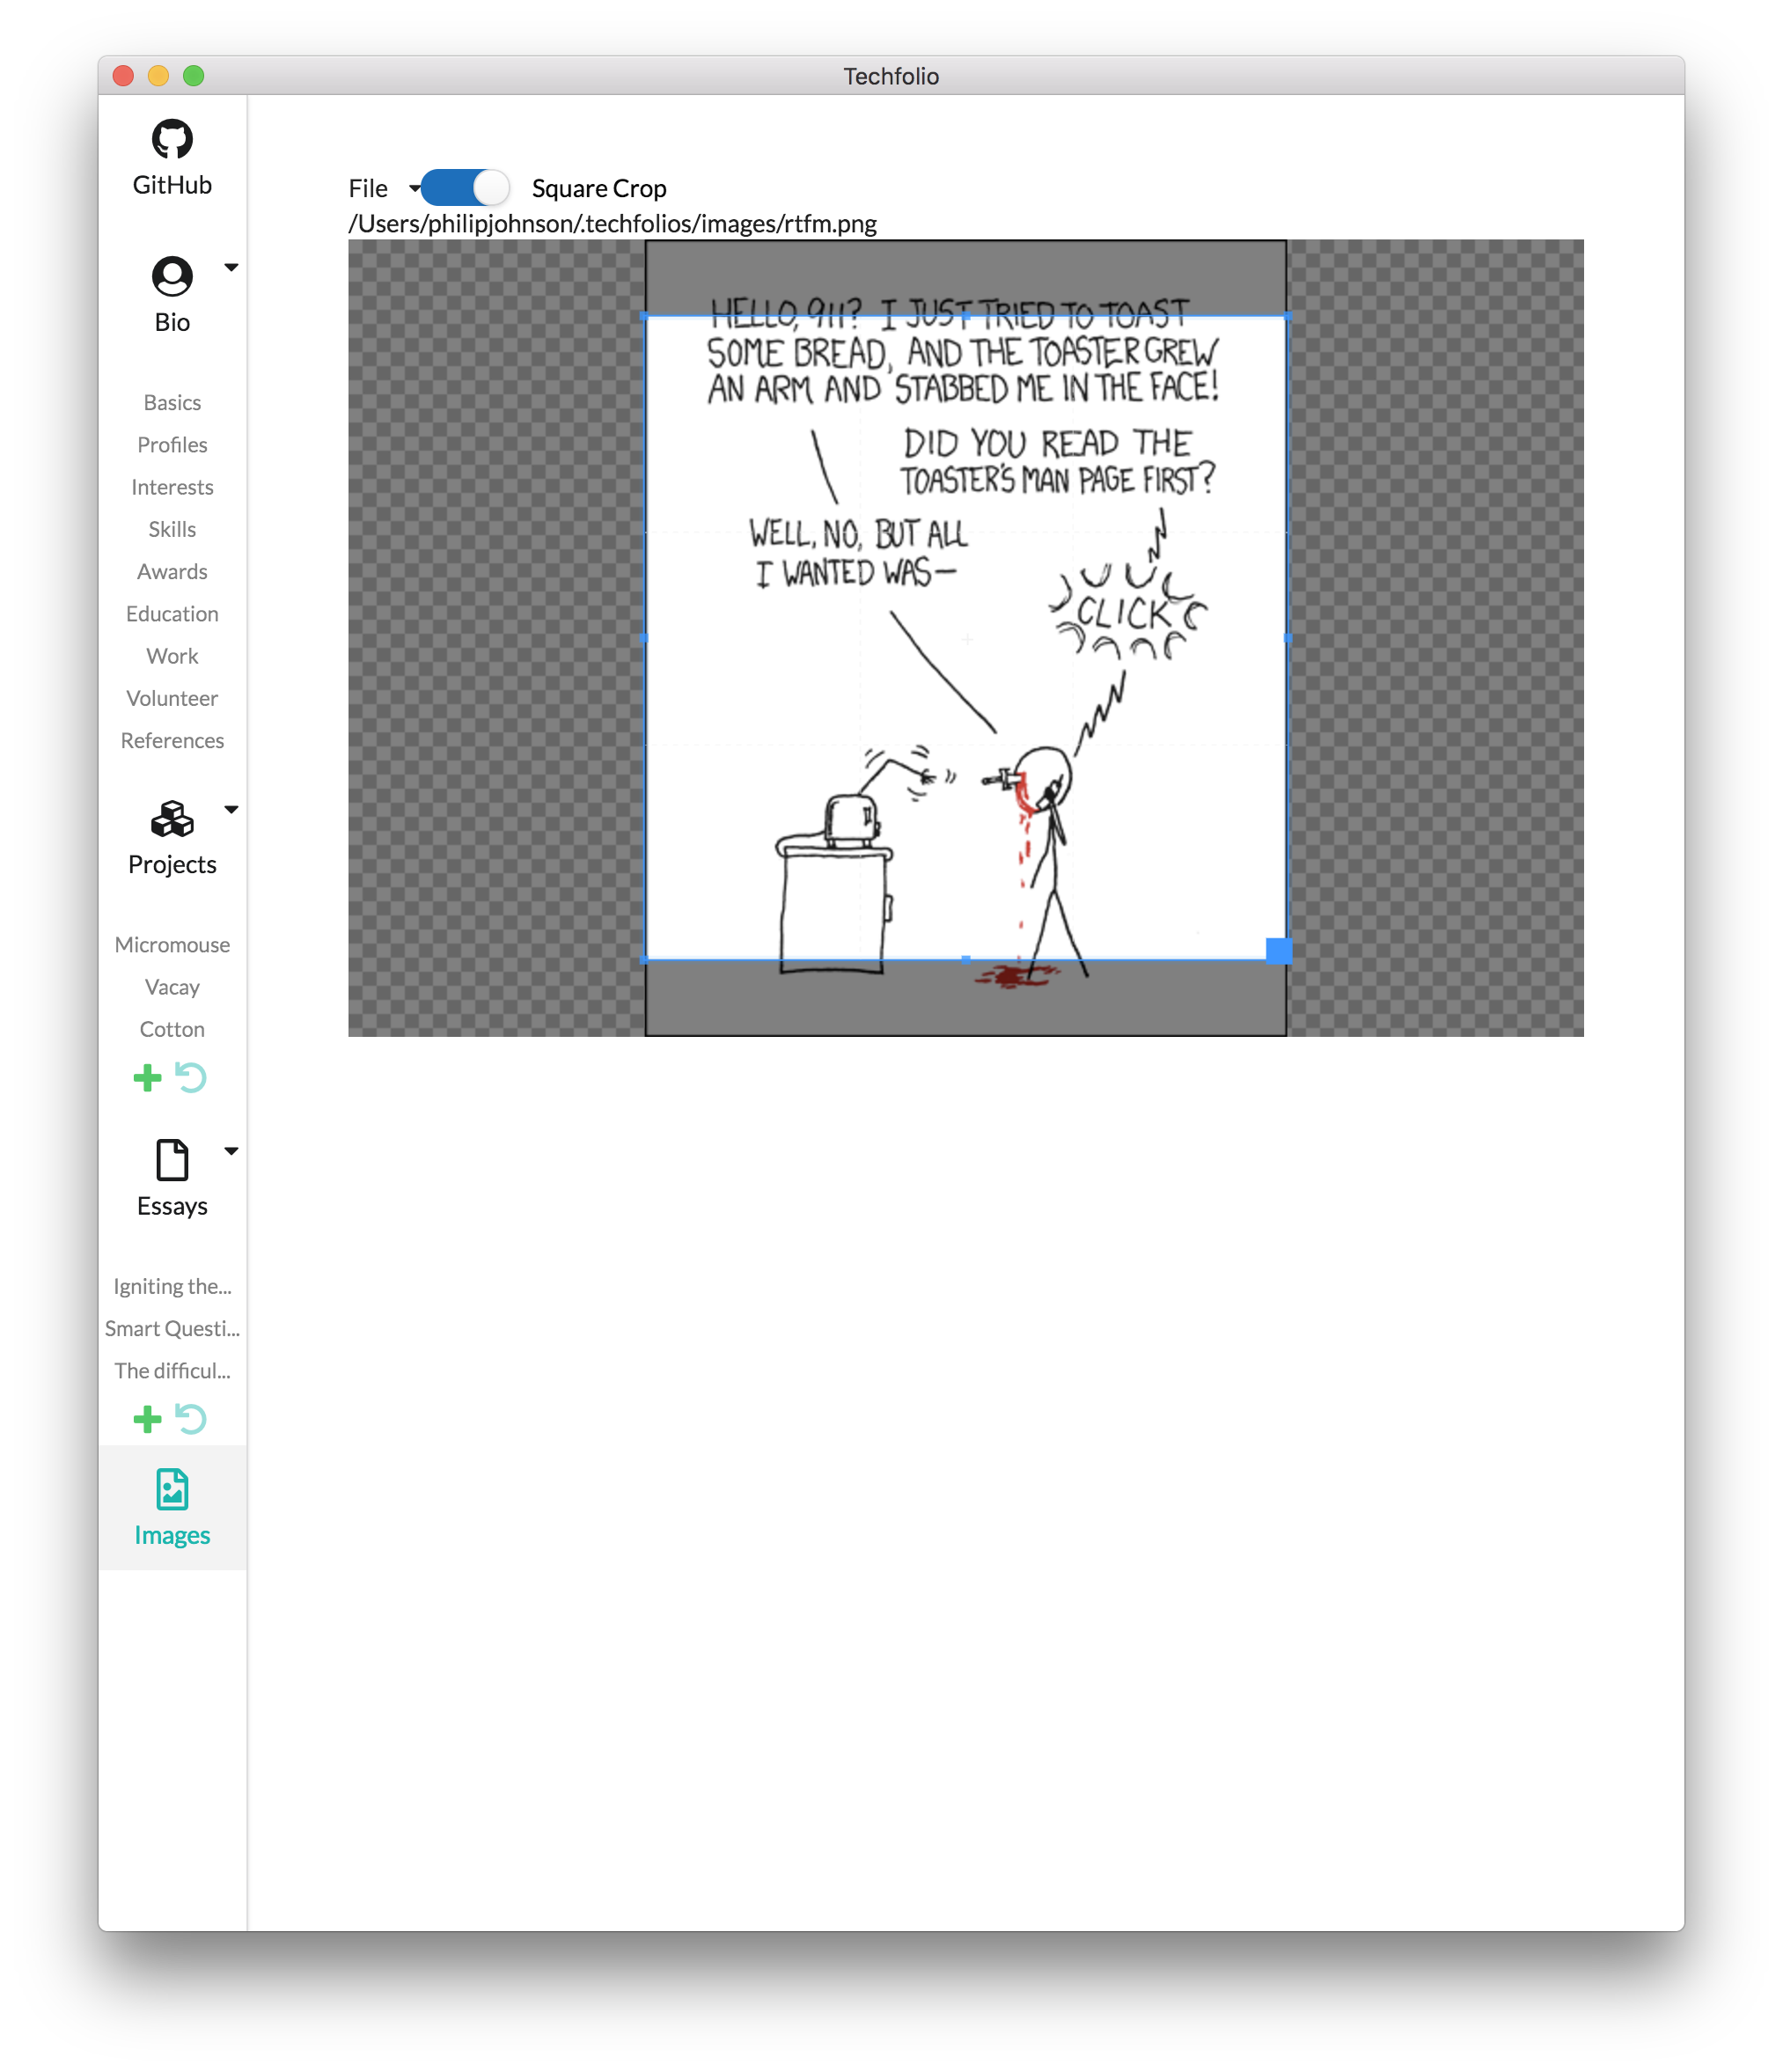 Techfolio
GitHub
Bio
Basics
Profiles
Interests
Skills
Awards
Education
Work
Volunteer
References
Projects
Micromouse
Vacay
Cotton
Essays
Igniting the...
Smart Questi...
The difficul...
Images
File
Square Crop
/Users/philipjohnson/.techfolios/images/rtfm.png
HELLO, 911? I JUST TRIED TO TOAST
SOME BREAD, AND THE TOASTER GREW
AN ARM AND STABBED ME IN THE FACE!
DID YOU READ THE
TOASTER'S MAN PAGE FIRST?
WELL, NO, BUT ALL
I WANTED WAS—
CLICK